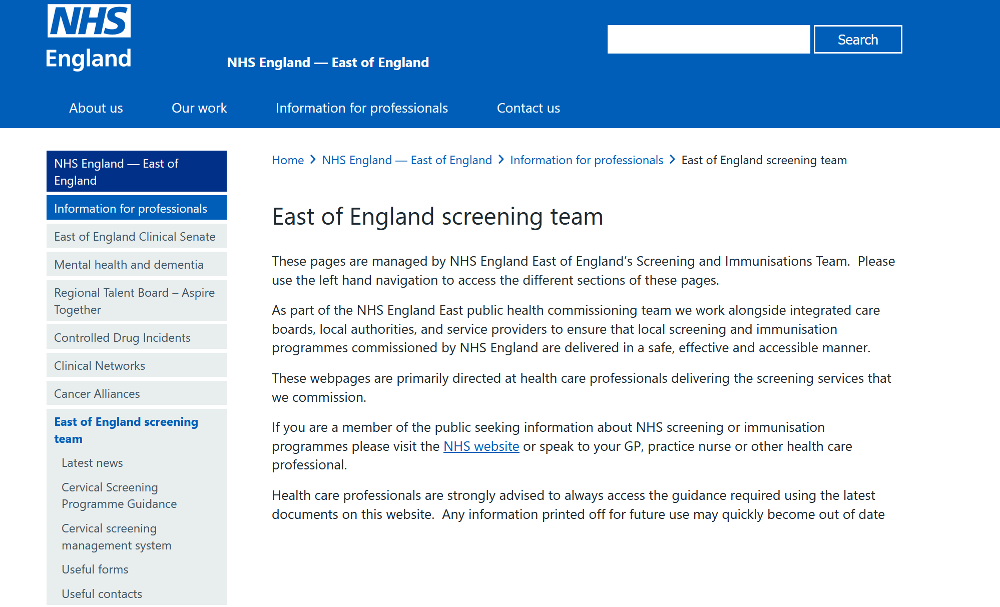 NHS
England
NHS England — East of England
Search
About us
Our work
Information for professionals
Contact us
NHS England — East of
England
Information for professionals
East of England Clinical Senate
Mental health and dementia
Regional Talent Board – Aspire
Together
Controlled Drug Incidents
Clinical Networks
Cancer Alliances
East of England screening
team
Latest news
Cervical Screening
Programme Guidance
Cervical screening
management system
Useful forms
Useful contacts
Home > NHS England — East of England > Information for professionals > East of England screening team
East of England screening team
These pages are managed by NHS England East of England’s Screening and Immunisations Team.  Please
use the left hand navigation to access the different sections of these pages.
As part of the NHS England East public health commissioning team we work alongside integrated care
boards, local authorities, and service providers to ensure that local screening and immunisation
programmes commissioned by NHS England are delivered in a safe, effective and accessible manner.
These webpages are primarily directed at health care professionals delivering the screening services that
we commission.
If you are a member of the public seeking information about NHS screening or immunisation
programmes please visit the NHS website or speak to your GP, practice nurse or other health care
professional.
Health care professionals are strongly advised to always access the guidance required using the latest
documents on this website.  Any information printed off for future use may quickly become out of date